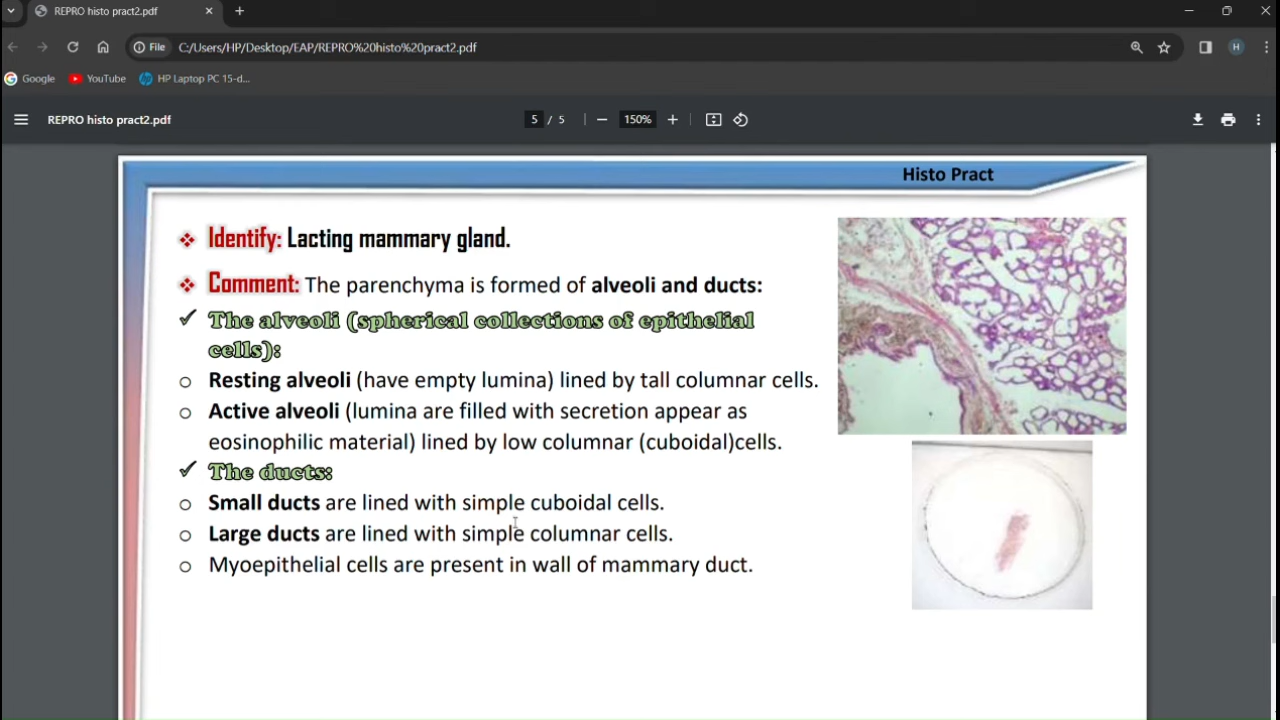 REPRO histo pract2.pdf
File
C:/Users/HP/Desktop/EAP/REPRO%20histo%20pract2.pdf
H
Google
YouTube
HP Laptop PC 15-d...
REPRO histo pract2.pdf
5 / 5
150%
Histo Pract
Identify: Lacting mammary gland.
Comment: The parenchyma is formed of alveoli and ducts:
The alveoli (spherical collections of epithelial
cells):
Resting alveoli (have empty lumina) lined by tall columnar cells.
Active alveoli (lumina are filled with secretion appear as
eosinophilic material) lined by low columnar (cuboidal)cells.
The ducts:
Small ducts are lined with simple cuboidal cells.
Large ducts are lined with simple columnar cells.
Myoepithelial cells are present in wall of mammary duct.